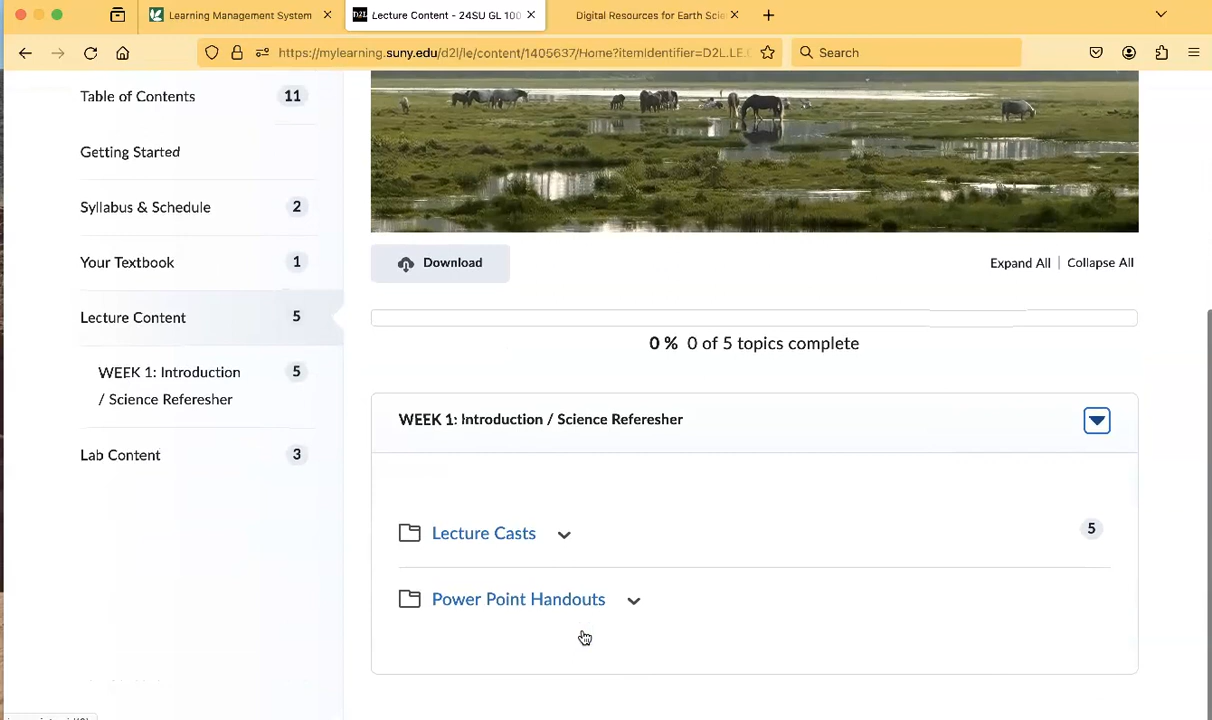 Learning Management System
Lecture Content - 24SU GL 100
Digital Resources for Earth Scie
https://mylearning.suny.edu/d2l/le/content/1405637/Home?itemIdentifier=D2L.LE.C
Search
Table of Contents 11
Getting Started
Syllabus & Schedule 2
Your Textbook 1
Lecture Content 5
WEEK 1: Introduction 5
/ Science Referesher
Lab Content 3
Download
Expand All | Collapse All
0 % 0 of 5 topics complete
WEEK 1: Introduction / Science Referesher
Lecture Casts 5
Power Point Handouts